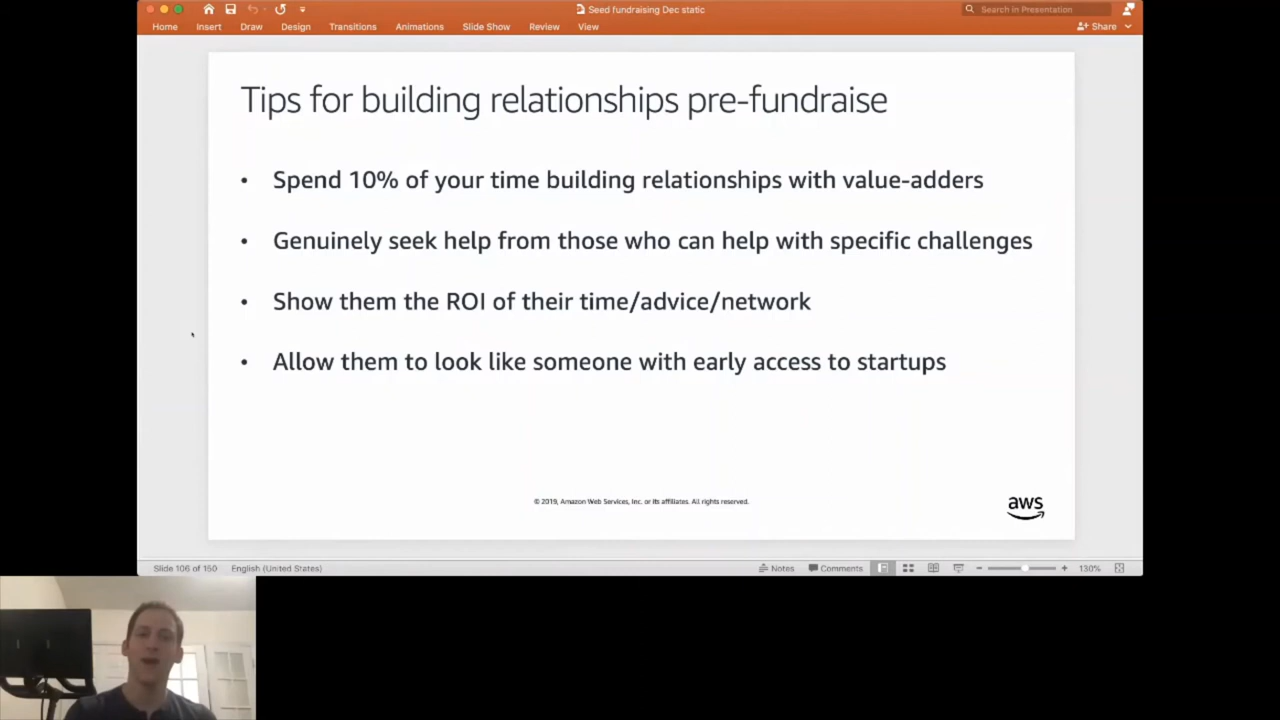 Seed fundraising Dec static
Search in Presentation
Home Insert Draw Design Transitions Animations Slide Show Review View Share
Tips for building relationships pre-fundraise
• Spend 10% of your time building relationships with value-adders
• Genuinely seek help from those who can help with specific challenges
• Show them the ROI of their time/advice/network
• Allow them to look like someone with early access to startups
© 2019, Amazon Web Services, Inc. or its affiliates. All rights reserved.
aws
Slide 106 of 150 English (United States) Notes Comments 130%